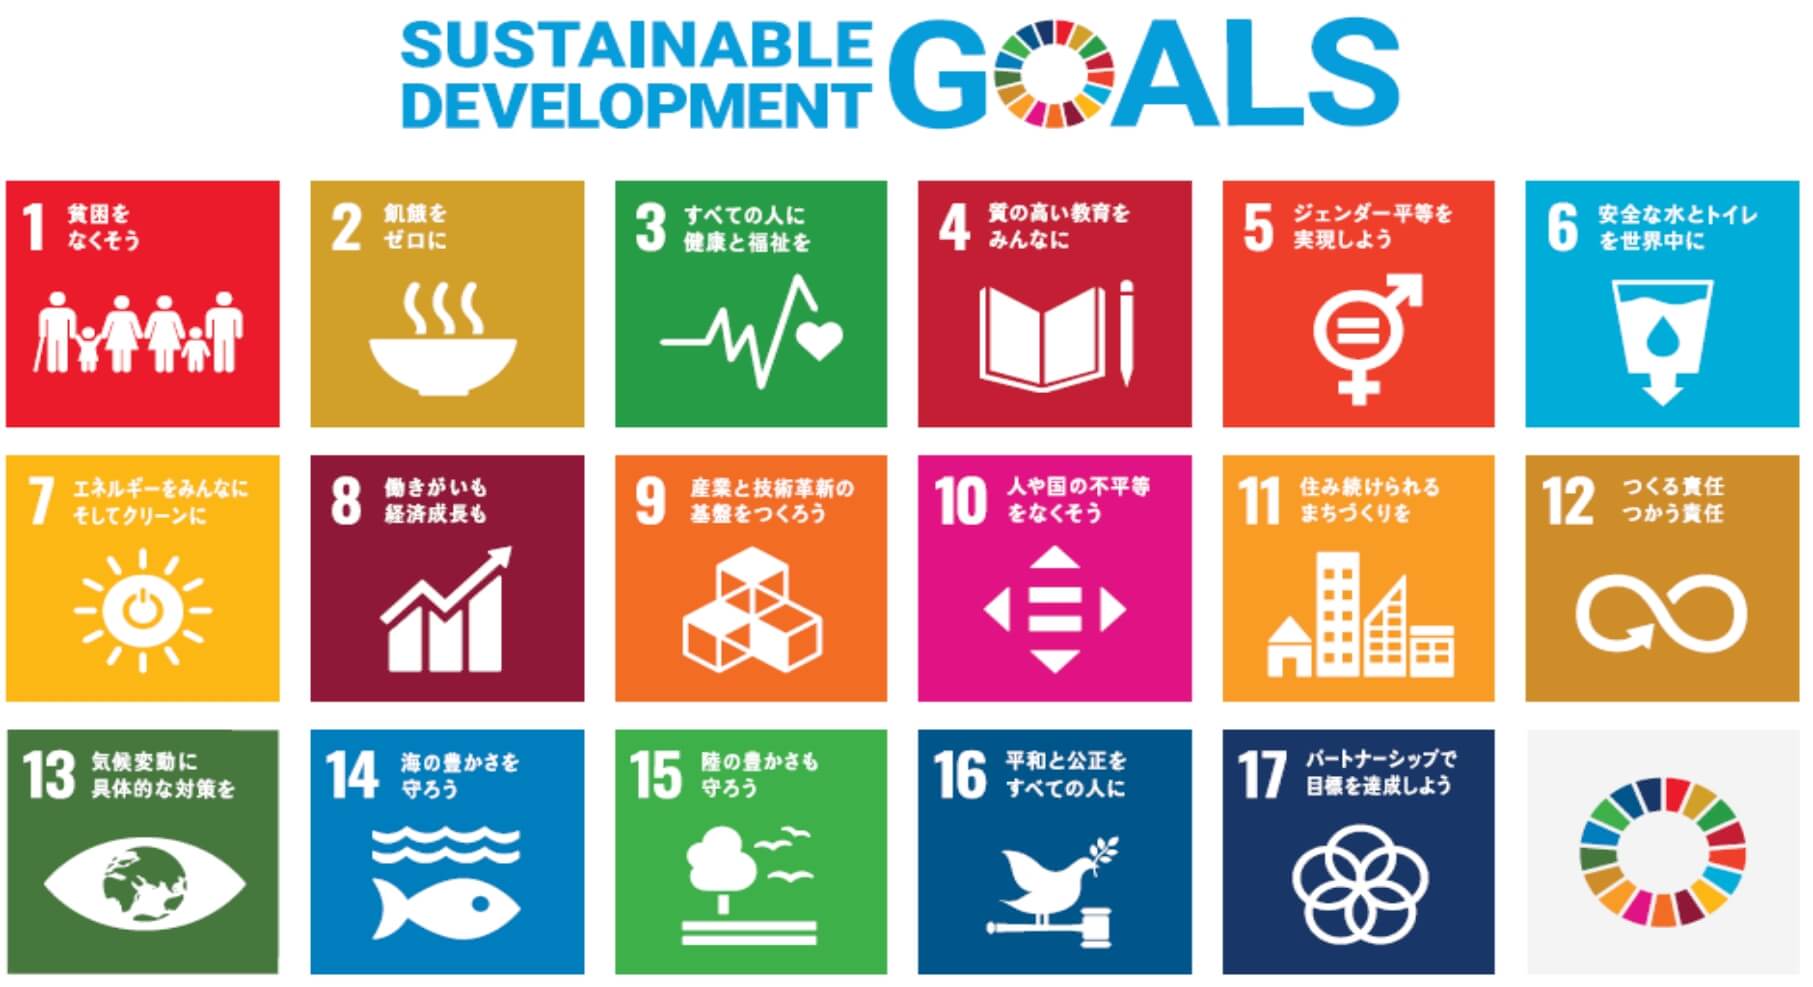 SUSTAINABLE
DEVELOPMENT
GOALS
1 貧困を
なくそう
2 飢餓を
ゼロに
3 すべての人に
健康と福祉を
4 質の高い教育を
みんなに
5 ジェンダー平等を
実現しよう
6 安全な水とトイレ
を世界中に
7 エネルギーをみんなに
そしてクリーンに
8 働きがいも
経済成長も
9 産業と技術革新の
基盤をつくろう
10 人や国の不平等
をなくそう
11 住み続けられる
まちづくりを
12 つくる責任
つかう責任
13 気候変動に
具体的な対策を
14 海の豊かさを
守ろう
15 陸の豊かさも
守ろう
16 平和と公正を
すべての人に
17 パートナーシップで
目標を達成しよう